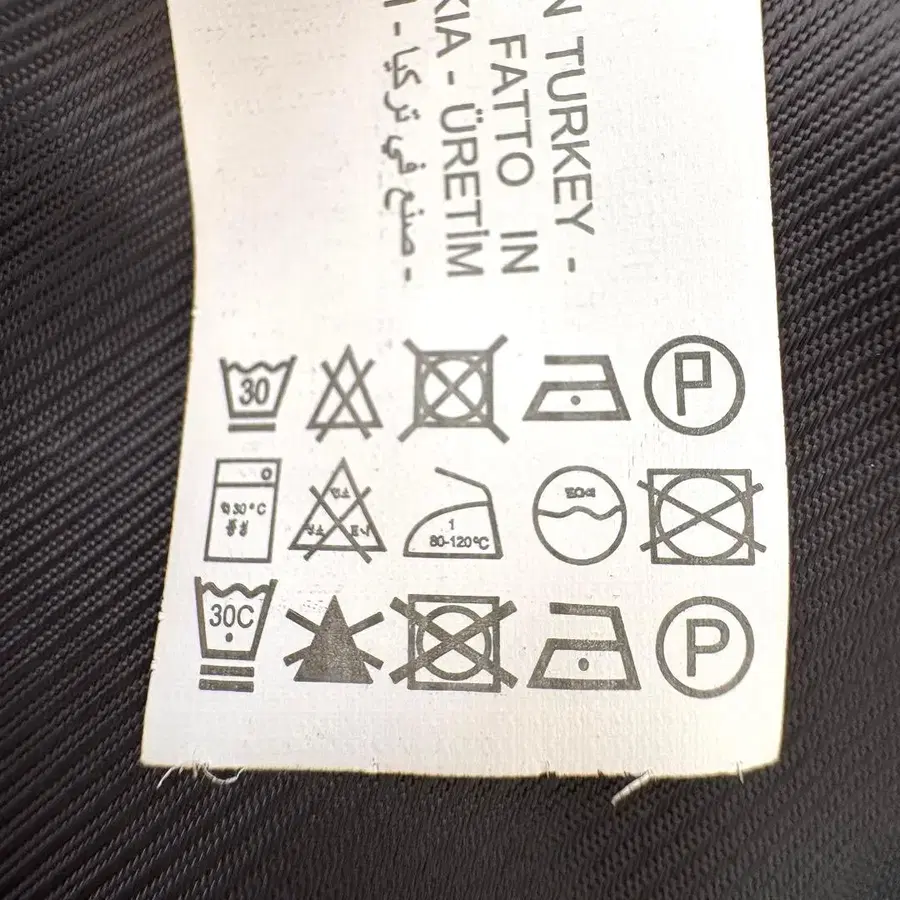 TURKEY -
FATTO IN
KIA - ÜRETİM
صنع في تركيا -
30
P
30°C
1
80-120°C
30C
P